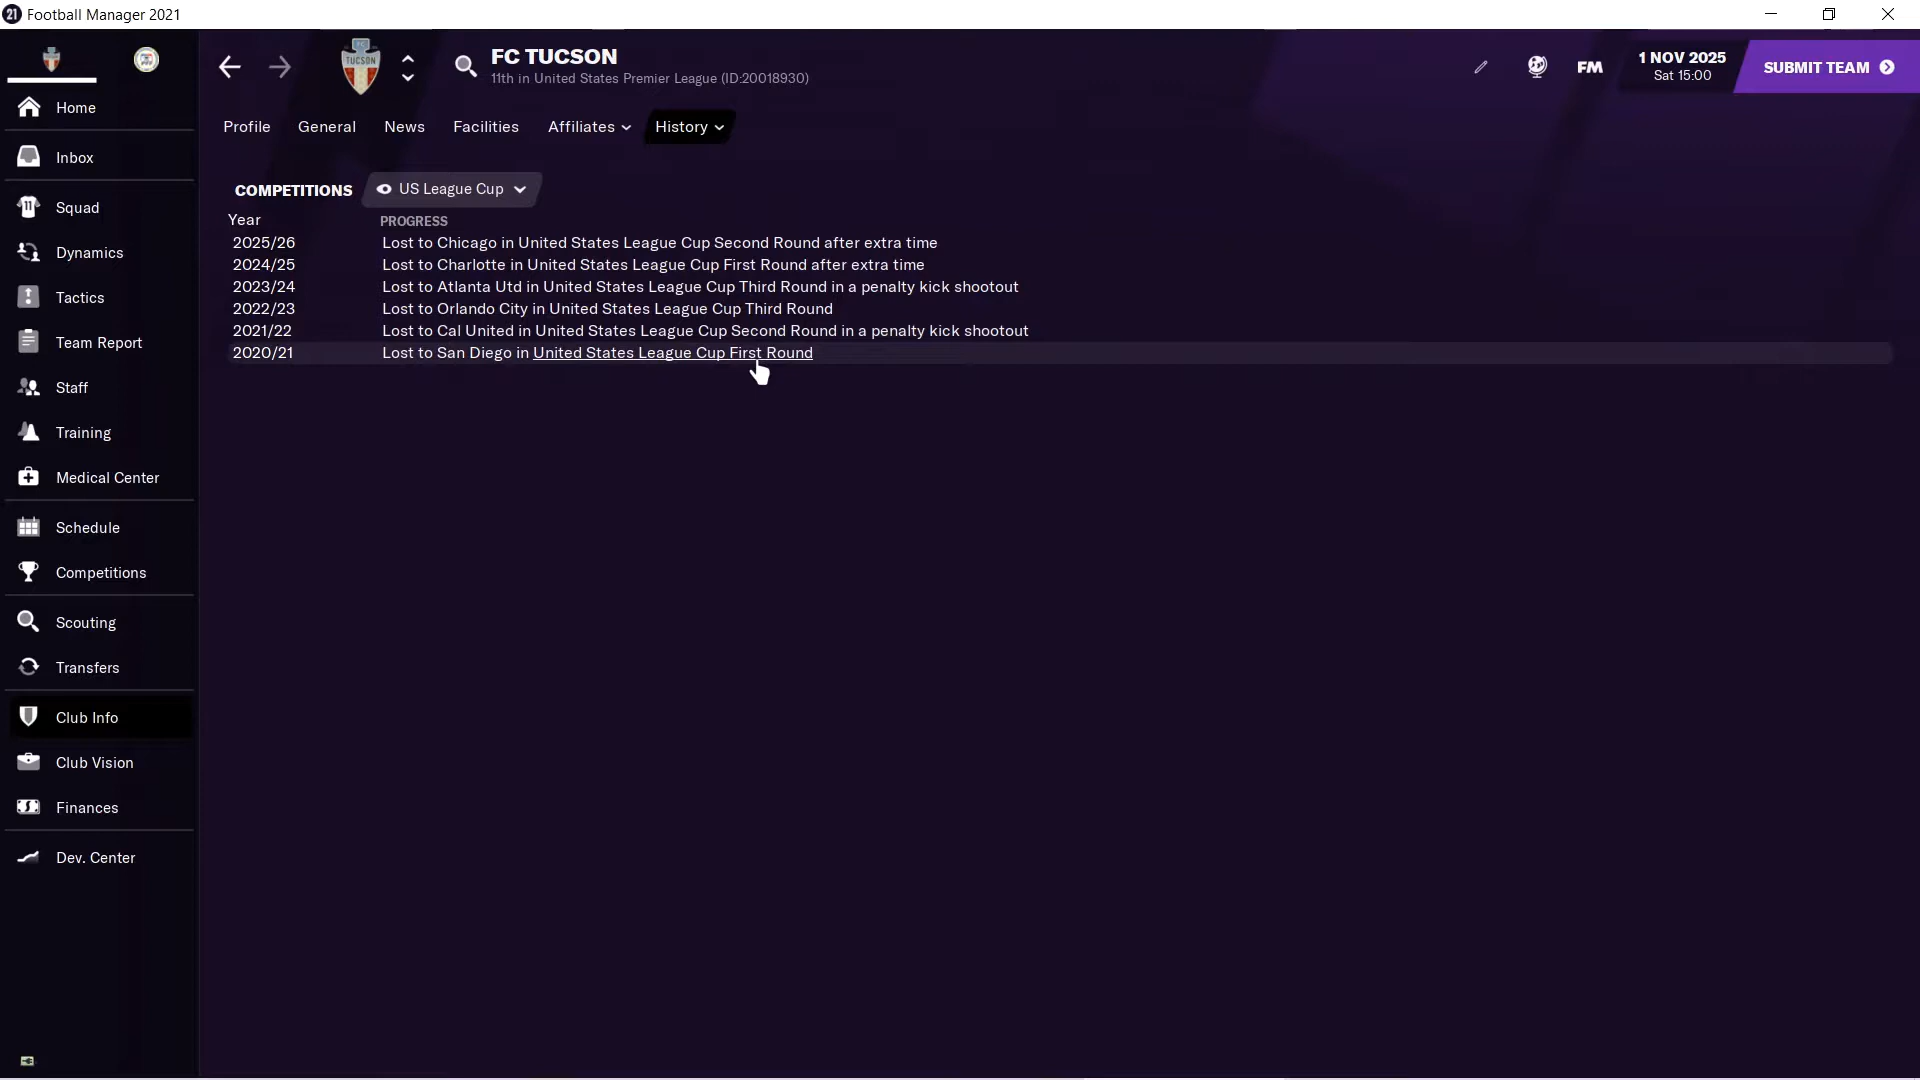 21 Football Manager 2021
FC TUCSON
11th in United States Premier League (ID:20018930)
FM
1 NOV 2025
Sat 15:00
SUBMIT TEAM
Profile
General
News
Facilities
Affiliates
History
Home
Inbox
Squad
Dynamics
Tactics
Team Report
Staff
Training
Medical Center
Schedule
Competitions
Scouting
Transfers
Club Info
Club Vision
Finances
Dev. Center
COMPETITIONS US League Cup
Year PROGRESS
2025/26 Lost to Chicago in United States League Cup Second Round after extra time
2024/25 Lost to Charlotte in United States League Cup First Round after extra time
2023/24 Lost to Atlanta Utd in United States League Cup Third Round in a penalty kick shootout
2022/23 Lost to Orlando City in United States League Cup Third Round
2021/22 Lost to Cal United in United States League Cup Second Round in a penalty kick shootout
2020/21 Lost to San Diego in United States League Cup First Round